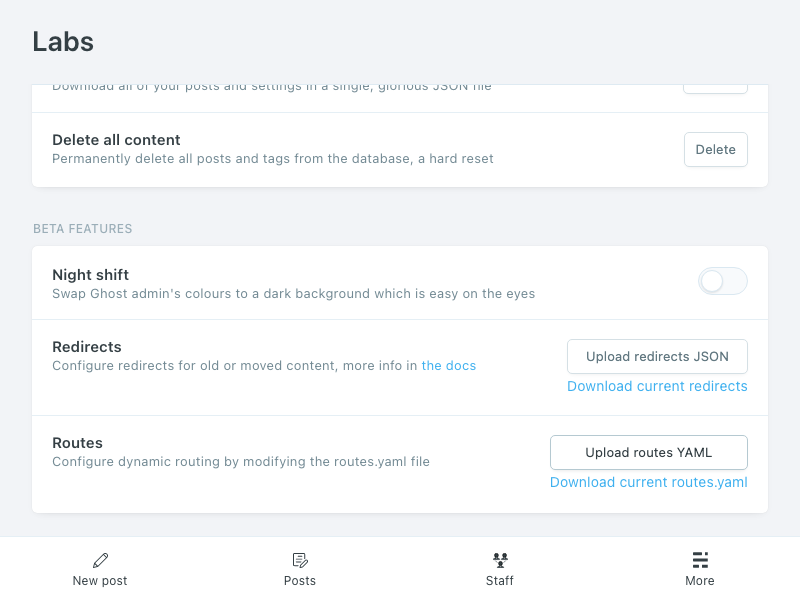 Labs
Download all of your posts and settings in a single, glorious JSON file
Delete all content
Permanently delete all posts and tags from the database, a hard reset
Delete
BETA FEATURES
Night shift
Swap Ghost admin's colours to a dark background which is easy on the eyes
Redirects
Configure redirects for old or moved content, more info in the docs
Upload redirects JSON
Download current redirects
Routes
Configure dynamic routing by modifying the routes.yaml file
Upload routes YAML
Download current routes.yaml
New post
Posts
Staff
More